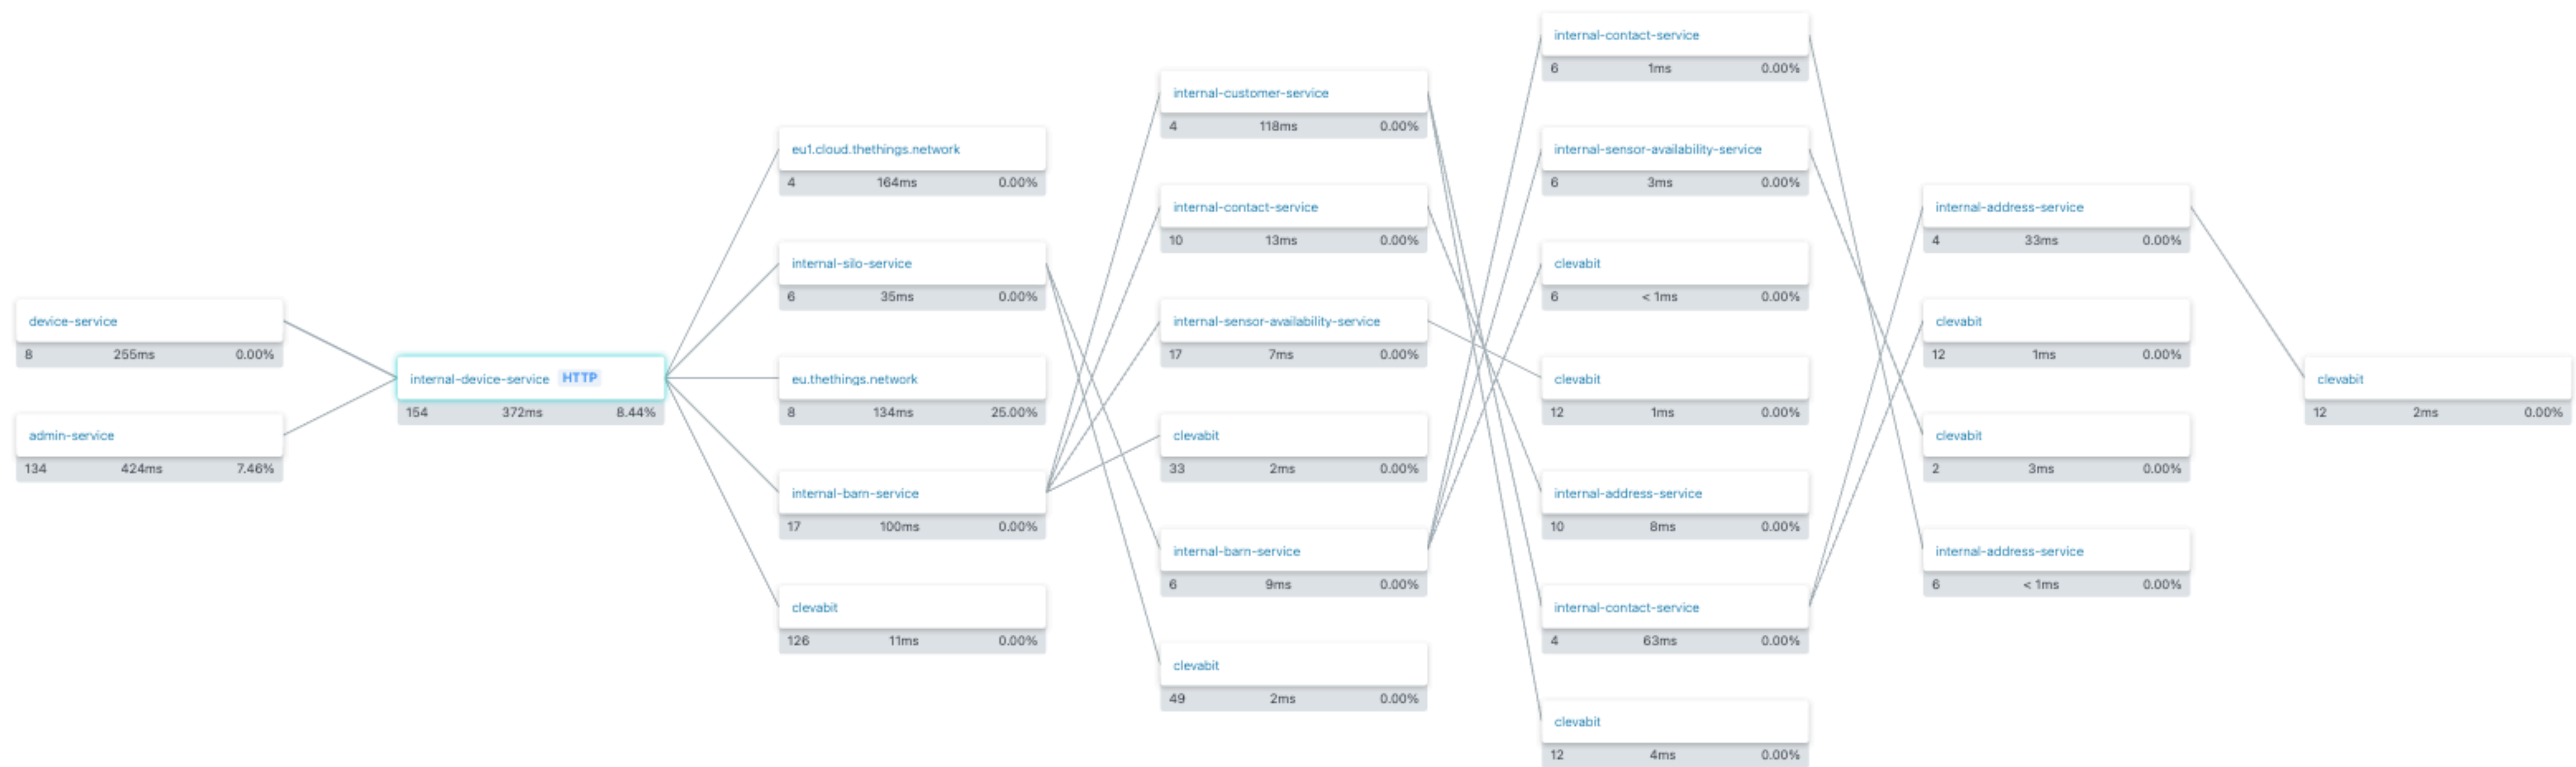 device-service
8 255ms 0.00%
admin-service
134 424ms 7.46%
internal-device-service HTTP
154 372ms 8.44%
eu1.cloud.thethings.network
4 164ms 0.00%
internal-silo-service
6 35ms 0.00%
eu.thethings.network
8 134ms 25.00%
internal-barn-service
17 100ms 0.00%
clevabit
126 11ms 0.00%
internal-customer-service
4 118ms 0.00%
internal-contact-service
10 13ms 0.00%
internal-sensor-availability-service
17 7ms 0.00%
clevabit
33 2ms 0.00%
internal-barn-service
6 9ms 0.00%
clevabit
49 2ms 0.00%
internal-contact-service
6 1ms 0.00%
internal-sensor-availability-service
6 3ms 0.00%
clevabit
6 < 1ms 0.00%
clevabit
12 1ms 0.00%
internal-address-service
10 8ms 0.00%
internal-contact-service
4 63ms 0.00%
clevabit
12 4ms 0.00%
internal-address-service
4 33ms 0.00%
clevabit
12 1ms 0.00%
clevabit
2 3ms 0.00%
internal-address-service
6 < 1ms 0.00%
clevabit
12 2ms 0.00%